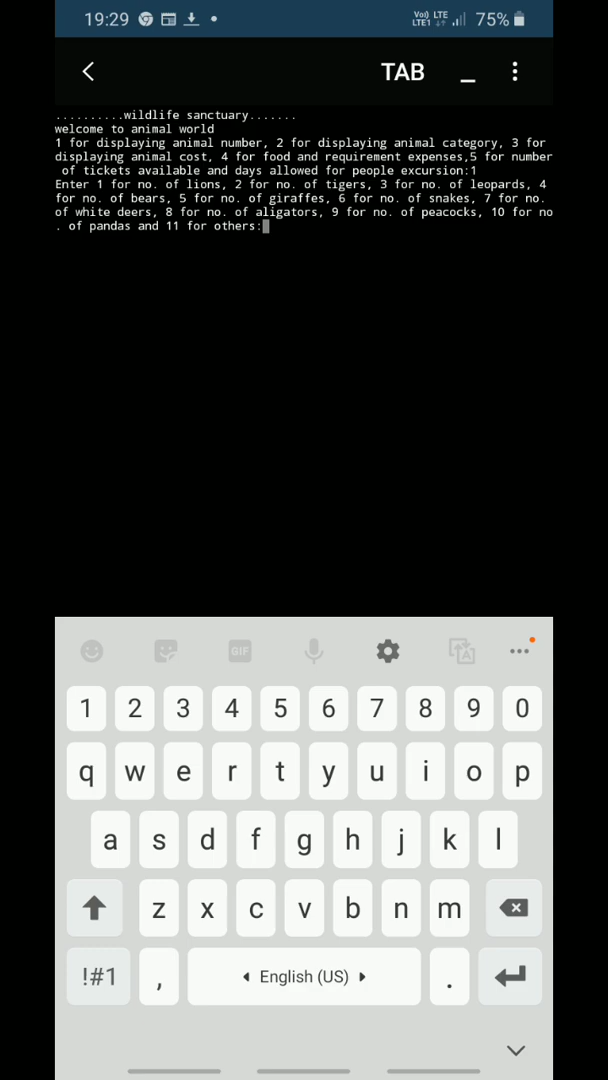 19:29 Vo) LTE LTE1 75%
TAB _
..........wildlife sanctuary.......
welcome to animal world
1 for displaying animal number, 2 for displaying animal category, 3 for
displaying animal cost, 4 for food and requirement expenses,5 for number
of tickets available and days allowed for people excursion:1
Enter 1 for no. of lions, 2 for no. of tigers, 3 for no. of leopards, 4
for no. of bears, 5 for no. of giraffes, 6 for no. of snakes, 7 for no.
of white deers, 8 for no. of aligators, 9 for no. of peacocks, 10 for no
. of pandas and 11 for others:
GIF A
1 2 3 4 5 6 7 8 9 0
q w e r t y u i o p
a s d f g h j k l
z x c v b n m
!#1 , English (US) .